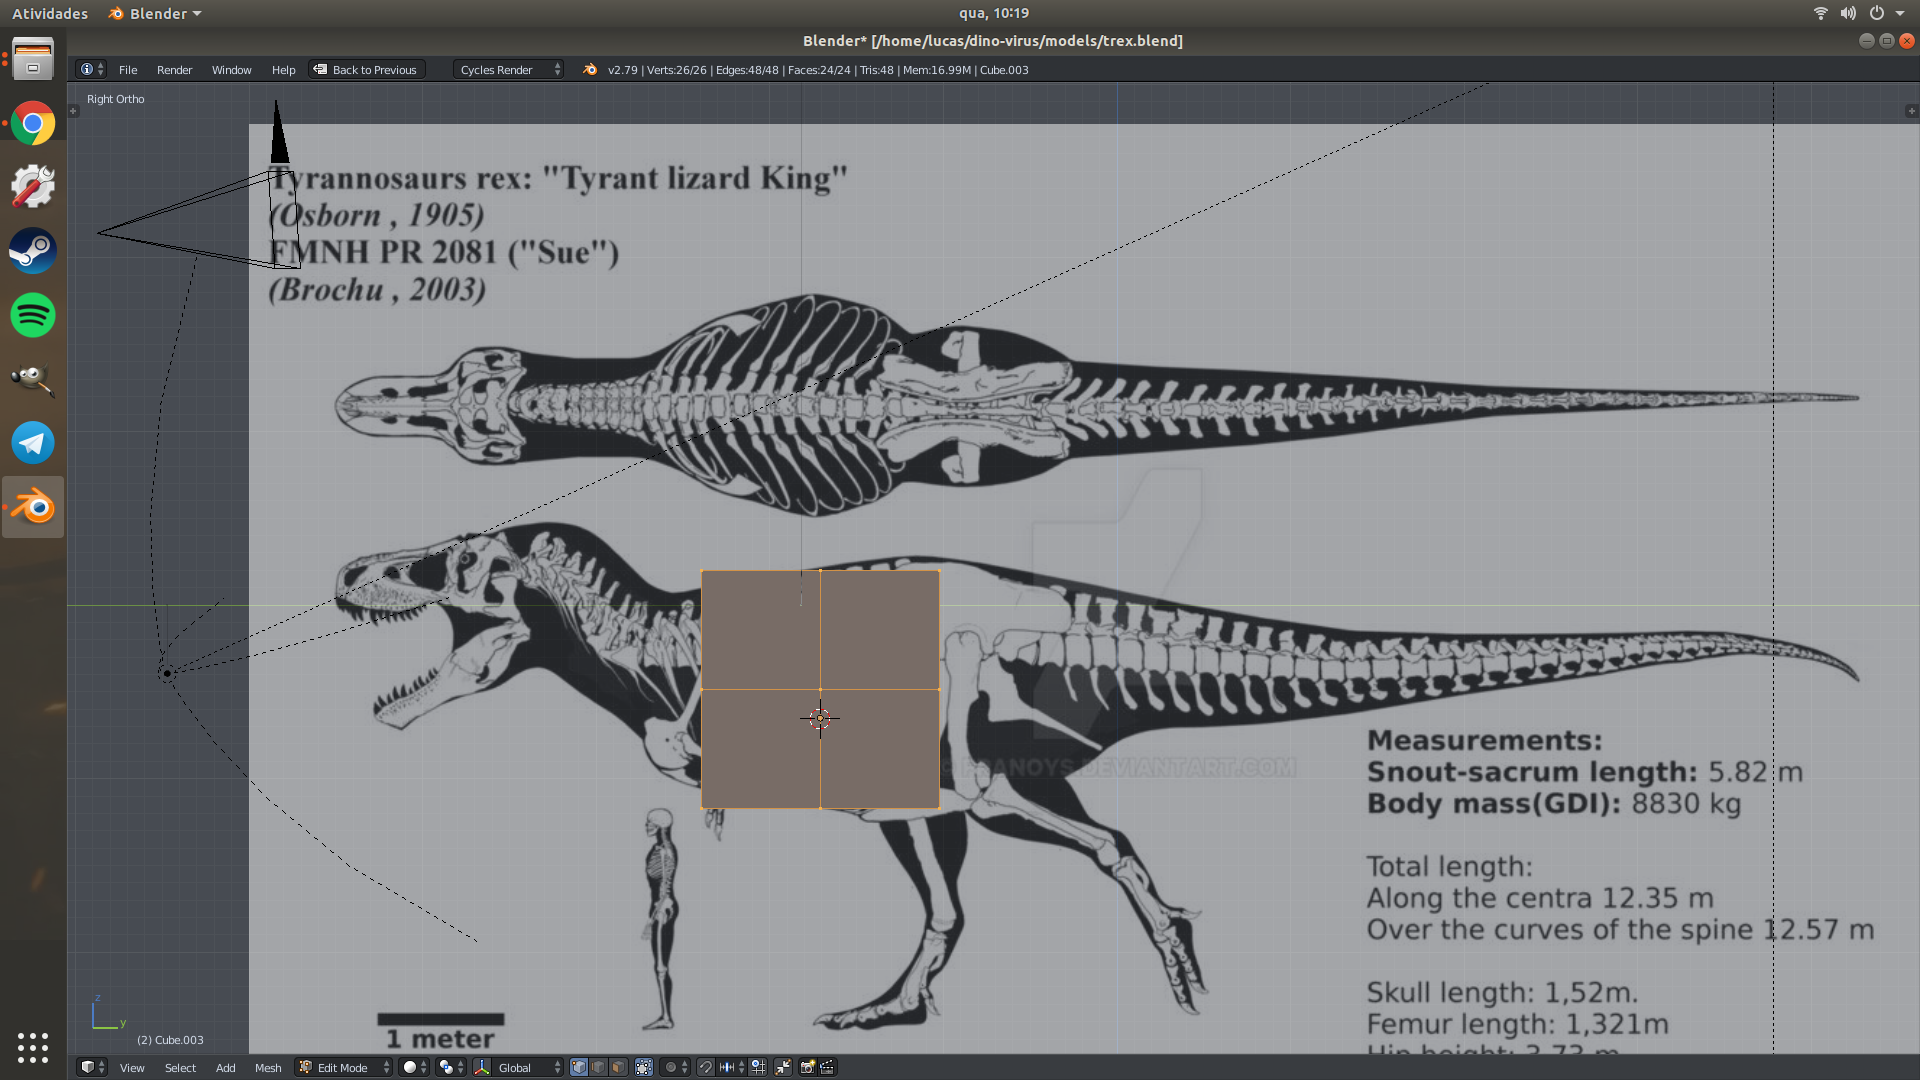 Atividades
Blender
qua, 10:19
Blender* [/home/lucas/dino-virus/models/trex.blend]
File Render Window Help Back to Previous Cycles Render v2.79 | Verts:26/26 | Edges:48/48 | Faces:24/24 | Tris:48 | Mem:16.99M | Cube.003
Right Ortho
Tyrannosaurs rex: "Tyrant lizard King"
(Osborn , 1905)
FMNH PR 2081 ("Sue")
(Brochu , 2003)
FRANOYS.DEVIANTART.COM
Measurements:
Snout-sacrum length: 5.82 m
Body mass(GDI): 8830 kg
Total length:
Along the centra 12.35 m
Over the curves of the spine 12.57 m
Skull length: 1,52m.
Femur length: 1,321m
Hip height: 3.73 m
1 meter
z
y
(2) Cube.003
View Select Add Mesh Edit Mode Global